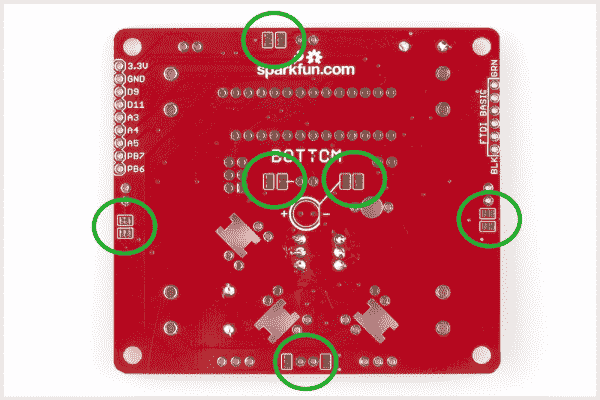 sparkfun.com
3.3V
GND
D9
D11
A3
A4
A5
PB7
PB6
GRN
FTDI BASIC
BLK
BOTTOM
+ -